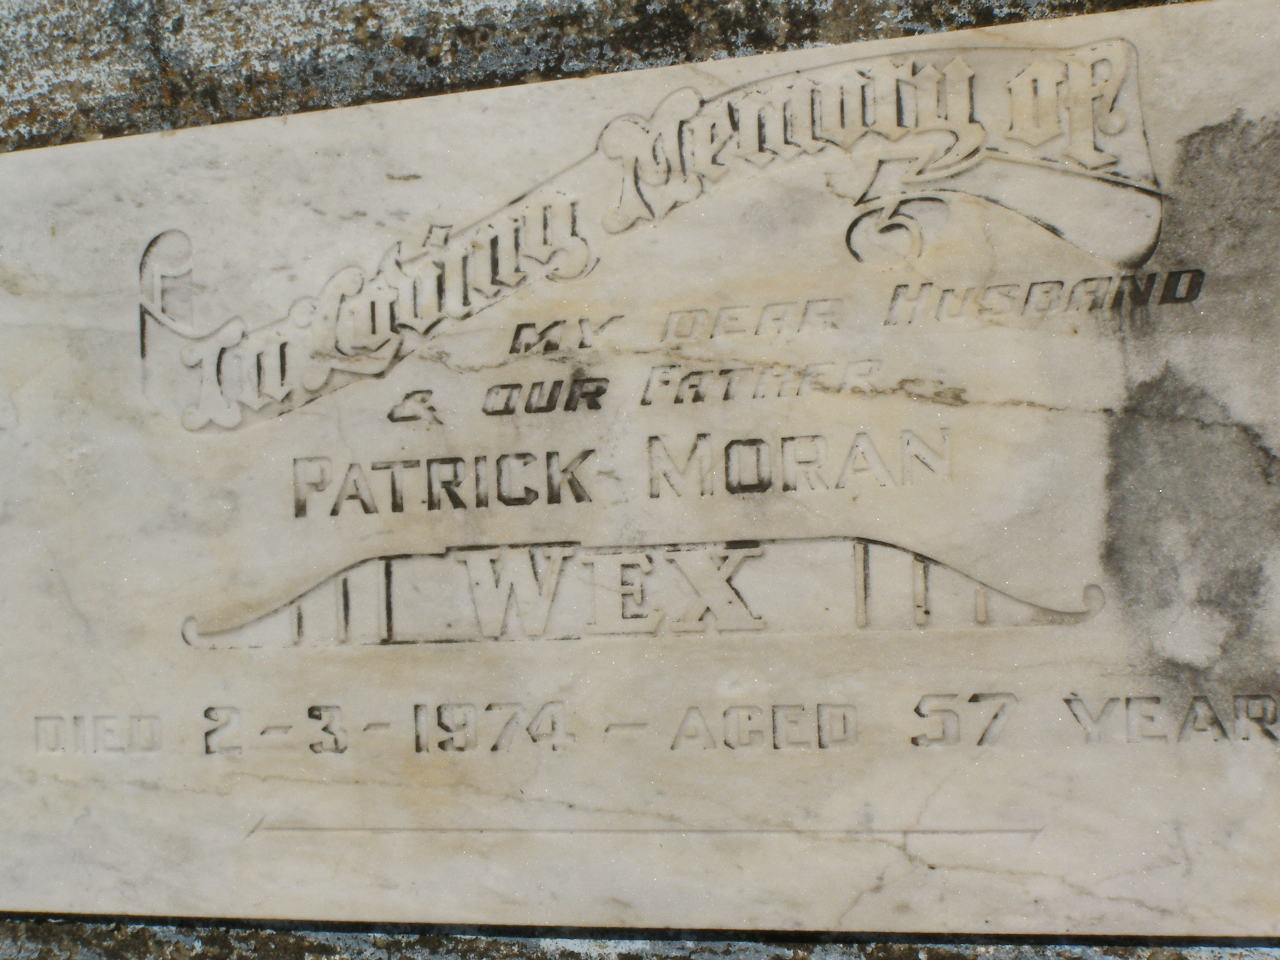 In Loving Memory of
MY DEAR HUSBAND
& OUR FATHER
PATRICK MORAN
WEX
DIED 2-3-1974 - AGED 57 YEAR